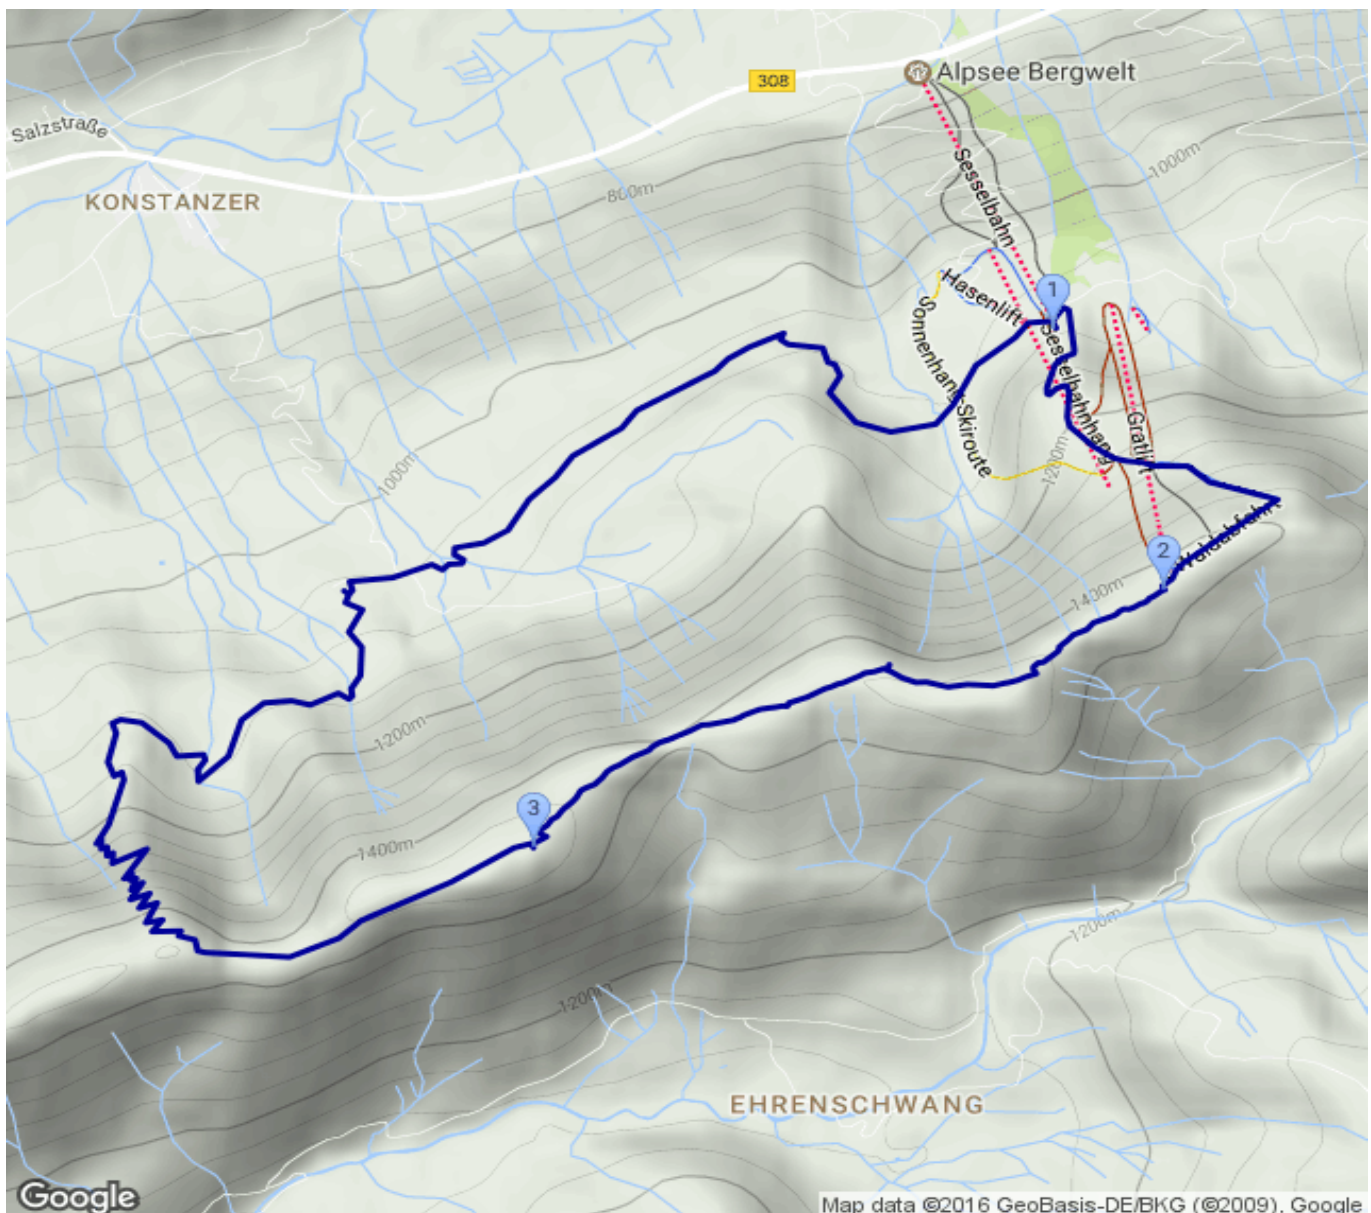 Alpsee Bergwelt
308
Salzstraße
1000m
800m
KONSTANZER
Sesselbahn
1
Hasenlift
Sonnenhang-Skiroute
Sesselbahnhang
Gratlift
1200m
1000m
2
Waldabfahrt
1400m
1200m
3
1400m
1200m
1200m
EHRENSCHWANG
Google
Map data ©2016 GeoBasis-DE/BKG (©2009), Google